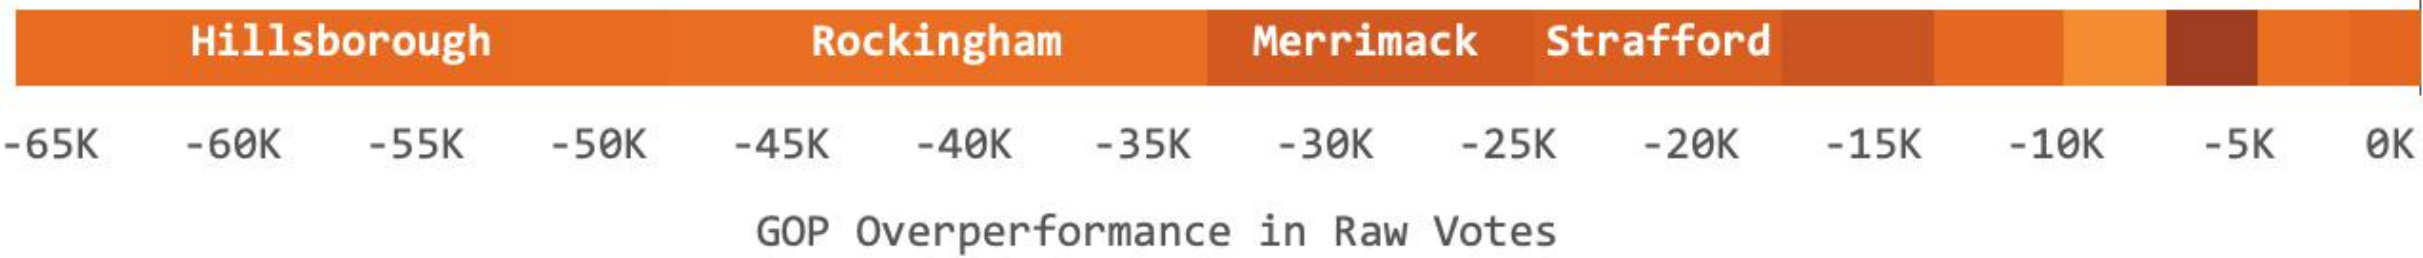 Hillsborough Rockingham Merrimack Strafford
-65K -60K -55K -50K -45K -40K -35K -30K -25K -20K -15K -10K -5K 0K
GOP Overperformance in Raw Votes